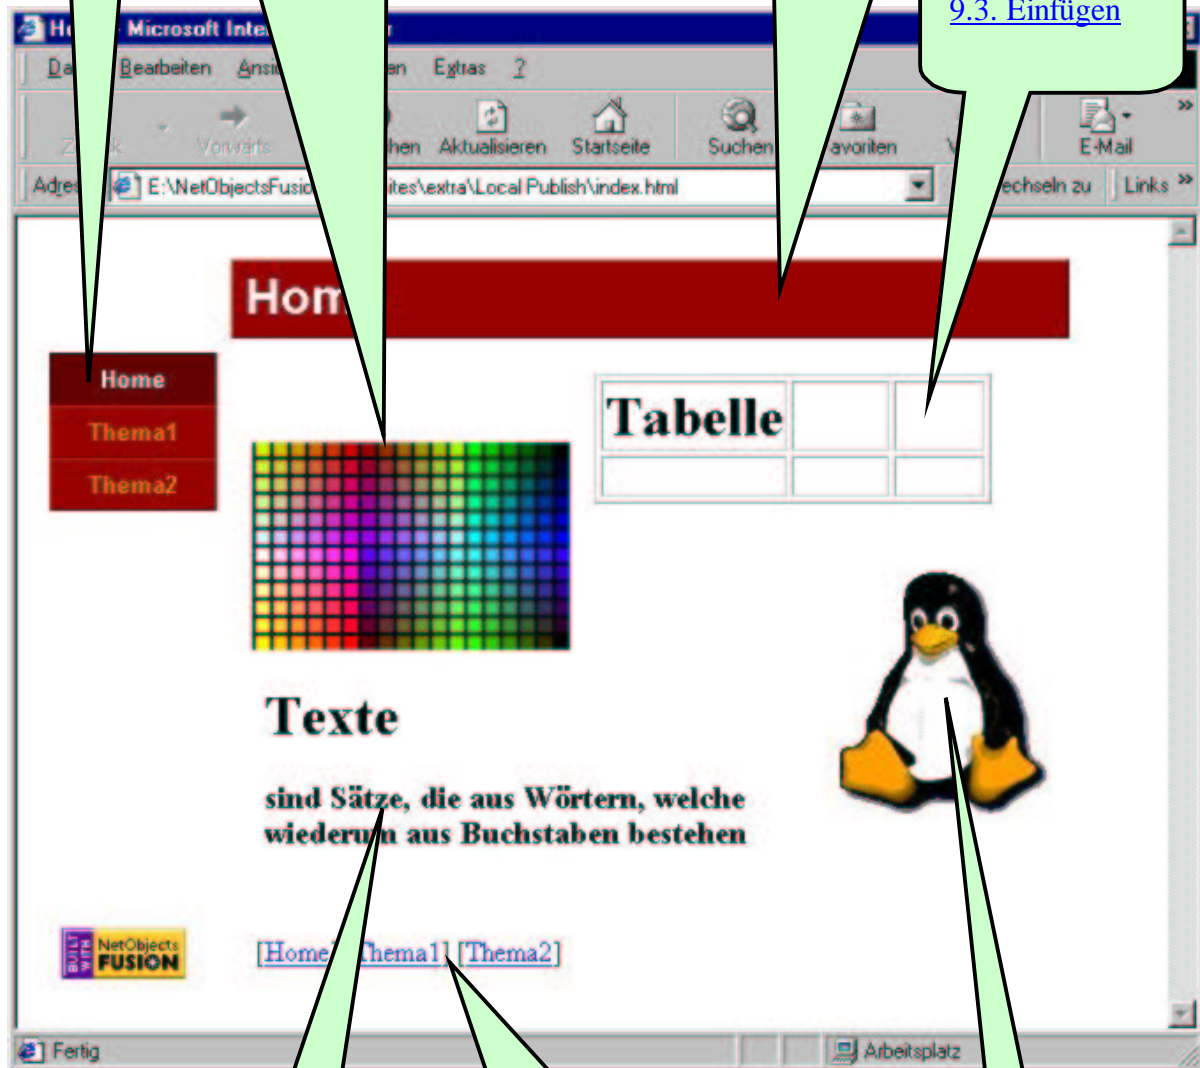 9.3. Einfügen
Microsoft
Bearbeiten
Extras ?
Aktualisieren Startseite Suchen E-Mail »
E:\NetObjectsFusio ites\extra\Local Publish\index.html
echseln zu Links »
Hom
Home
Thema1
Thema2
Tabelle
Texte
sind Sätze, die aus Wörtern, welche
wiederum aus Buchstaben bestehen
BUILT WITH NetObjects FUSION
[Home Thema1] [Thema2]
Fertig Arbeitsplatz